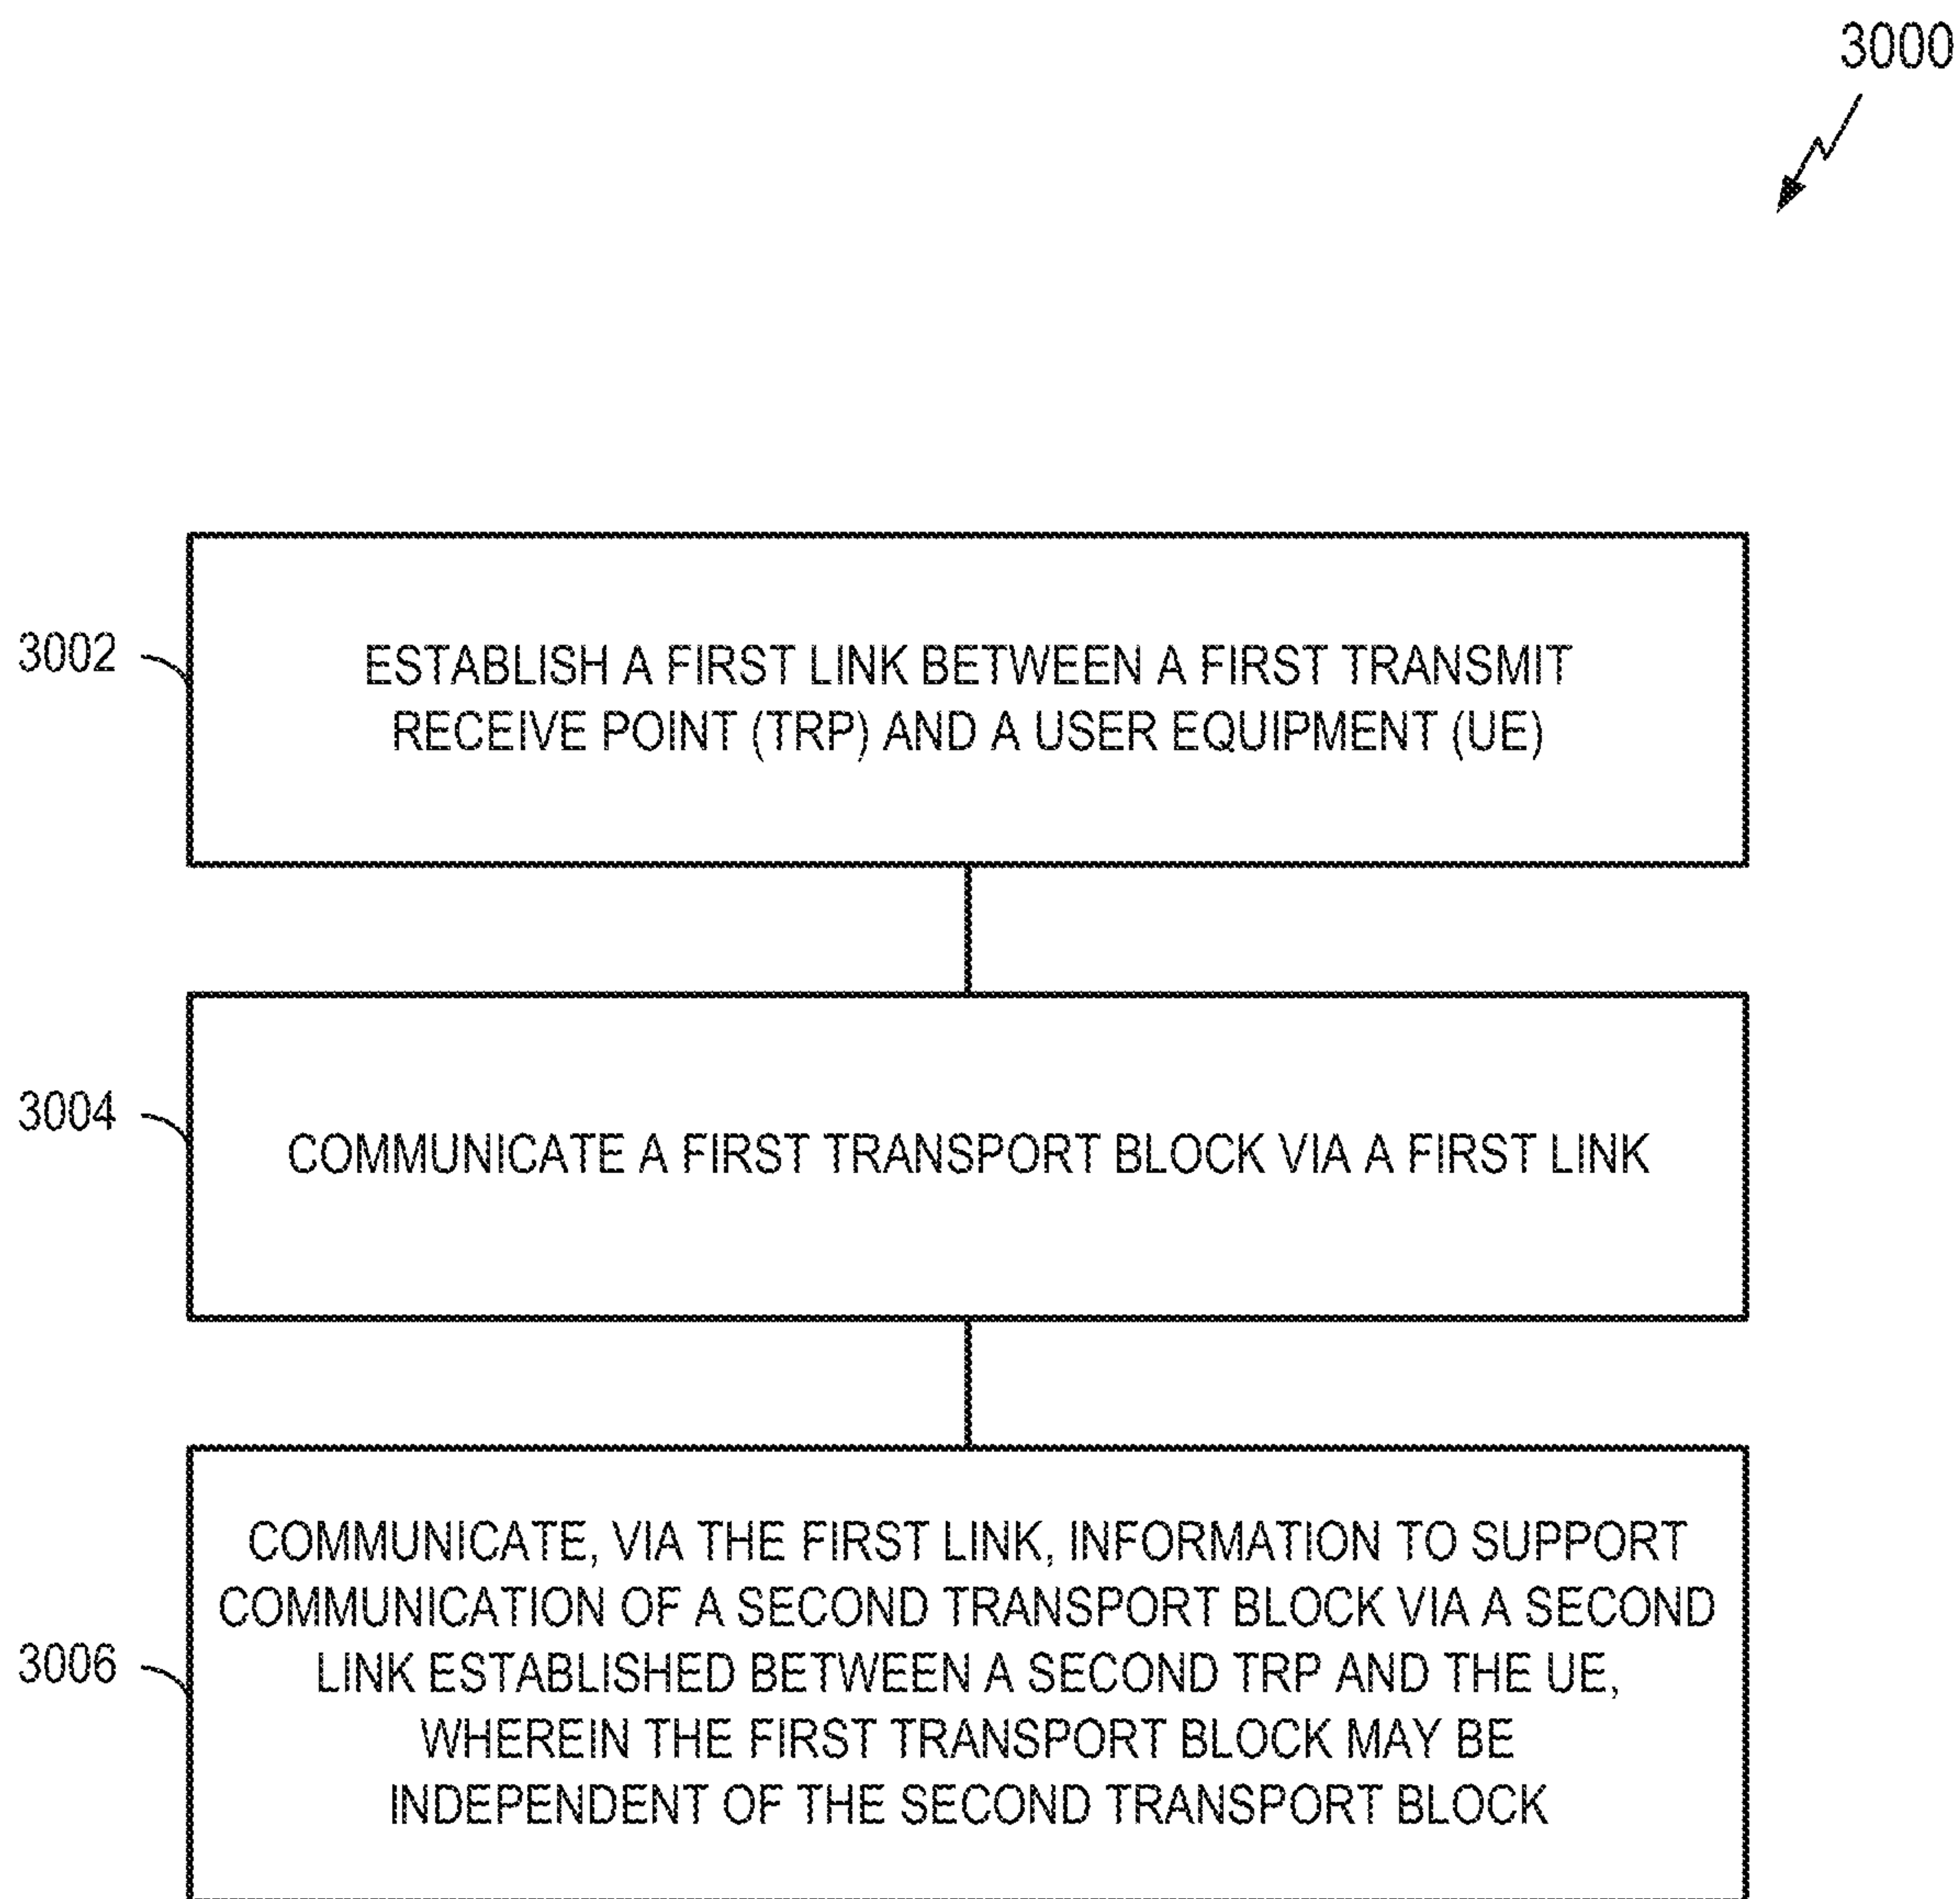 3000
3002
ESTABLISH A FIRST LINK BETWEEN A FIRST TRANSMIT
RECEIVE POINT (TRP) AND A USER EQUIPMENT (UE)
3004
COMMUNICATE A FIRST TRANSPORT BLOCK VIA A FIRST LINK
3006
COMMUNICATE, VIA THE FIRST LINK, INFORMATION TO SUPPORT
COMMUNICATION OF A SECOND TRANSPORT BLOCK VIA A SECOND
LINK ESTABLISHED BETWEEN A SECOND TRP AND THE UE,
WHEREIN THE FIRST TRANSPORT BLOCK MAY BE
INDEPENDENT OF THE SECOND TRANSPORT BLOCK